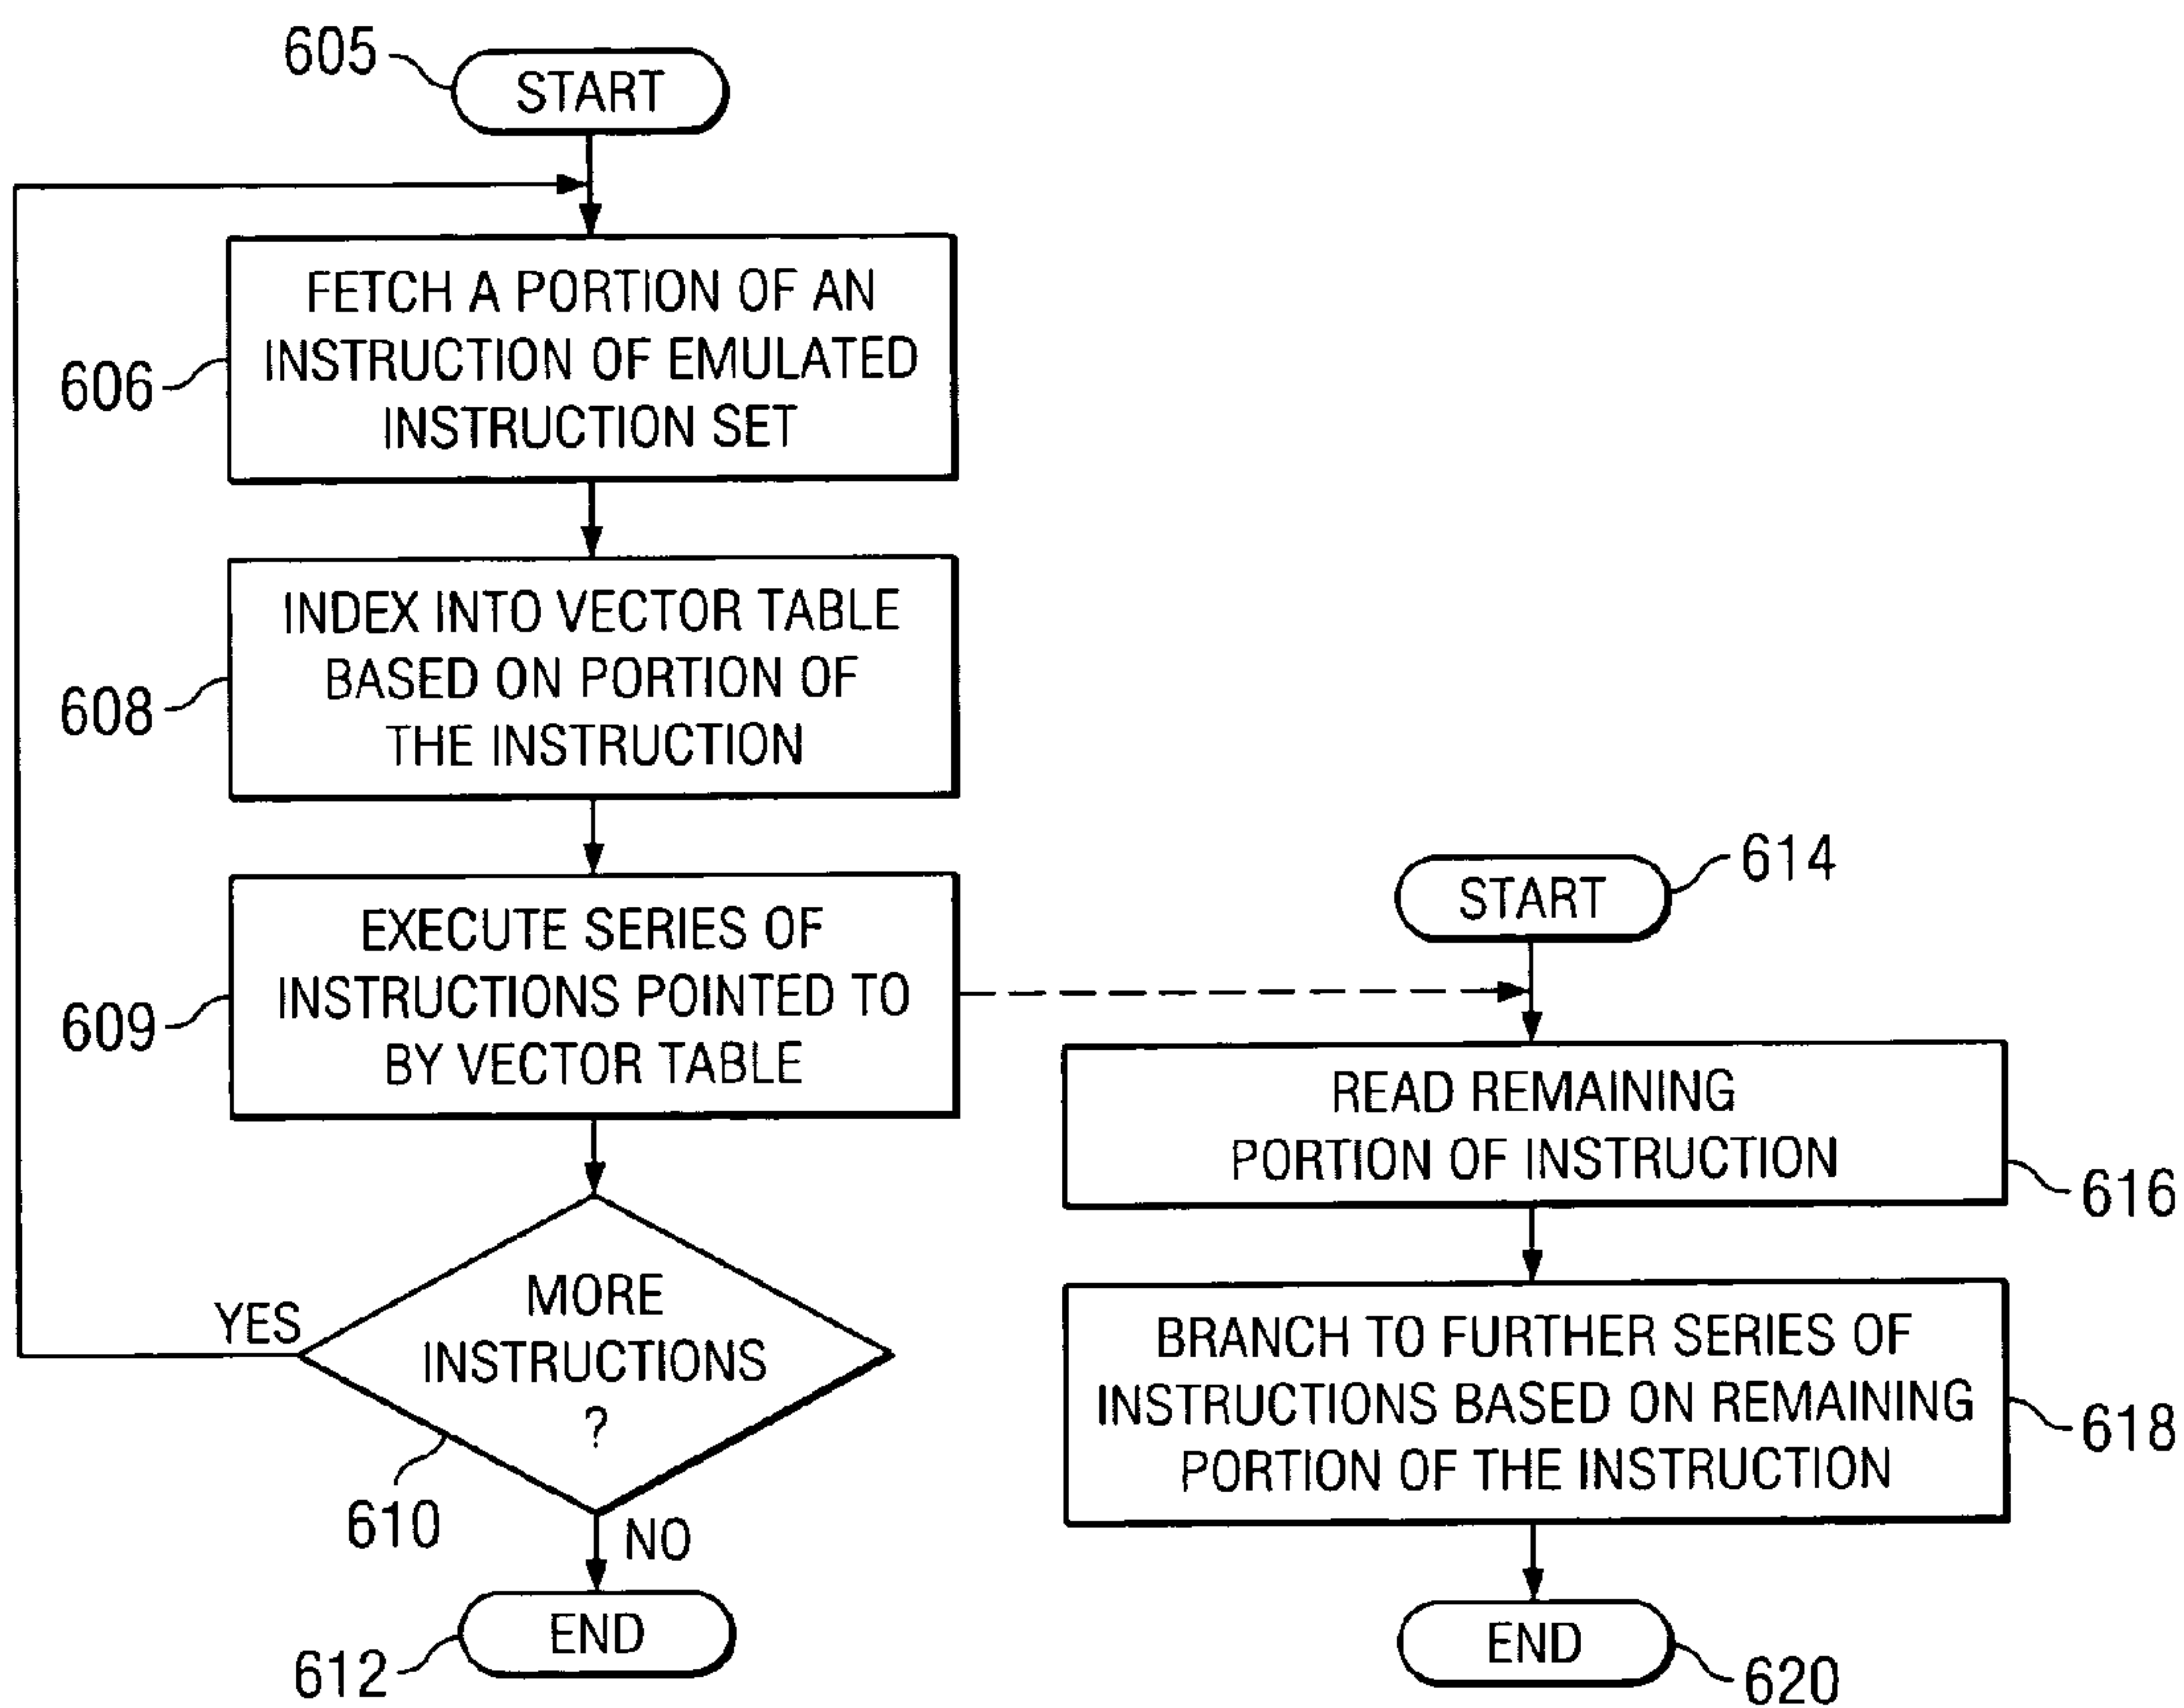 605
START
FETCH A PORTION OF AN
INSTRUCTION OF EMULATED
INSTRUCTION SET
606
INDEX INTO VECTOR TABLE
BASED ON PORTION OF
THE INSTRUCTION
608
EXECUTE SERIES OF
INSTRUCTIONS POINTED TO
BY VECTOR TABLE
609
MORE
INSTRUCTIONS
?
YES
610
NO
END
612
START
614
READ REMAINING
PORTION OF INSTRUCTION
616
BRANCH TO FURTHER SERIES OF
INSTRUCTIONS BASED ON REMAINING
PORTION OF THE INSTRUCTION
618
END
620